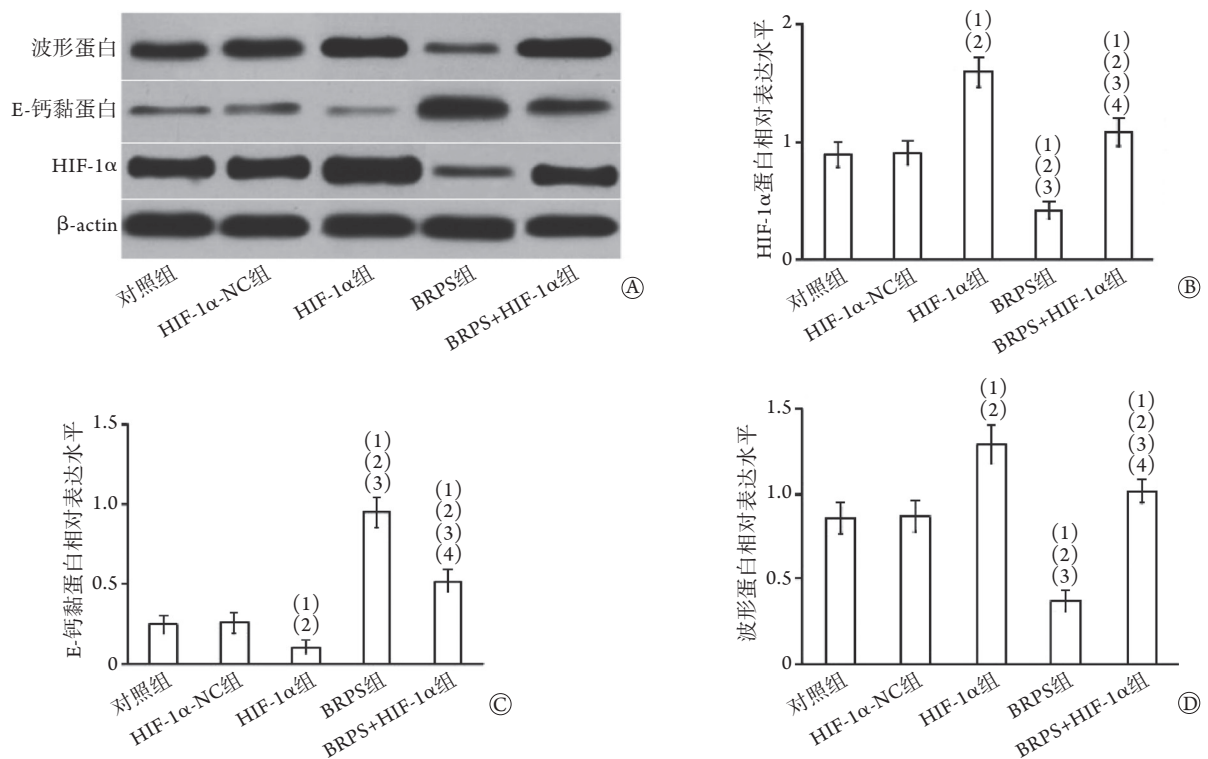 波形蛋白
E-钙黏蛋白
HIF-1α
β-actin
对照组
HIF-1α-NC组
HIF-1α组
BRPS组
BRPS+HIF-1α组
Ⓐ
HIF-1α蛋白相对表达水平
2
1
0
(1)
(2)
(1)
(2)
(3)
(1)
(2)
(3)
(4)
对照组
HIF-1α-NC组
HIF-1α组
BRPS组
BRPS+HIF-1α组
Ⓑ
E-钙黏蛋白相对表达水平
1.5
1.0
0.5
0
(1)
(2)
(1)
(2)
(3)
(1)
(2)
(3)
(4)
对照组
HIF-1α-NC组
HIF-1α组
BRPS组
BRPS+HIF-1α组
Ⓒ
波形蛋白相对表达水平
1.5
1.0
0.5
0
(1)
(2)
(1)
(2)
(3)
(1)
(2)
(3)
(4)
对照组
HIF-1α-NC组
HIF-1α组
BRPS组
BRPS+HIF-1α组
Ⓓ